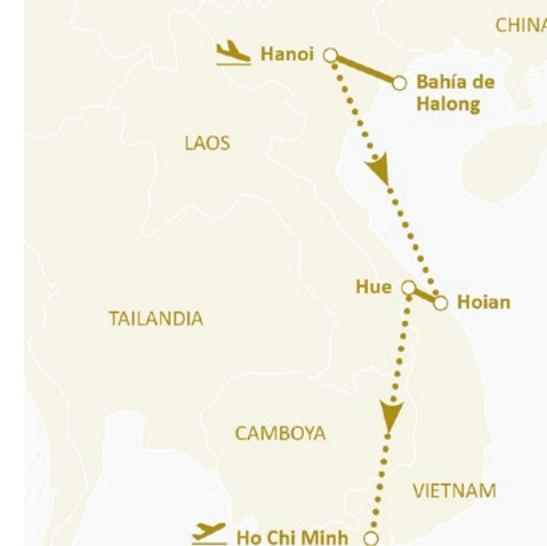 CHINA
Hanoi
Bahía de
Halong
LAOS
Hue
Hoian
TAILANDIA
CAMBOYA
VIETNAM
Ho Chi Minh